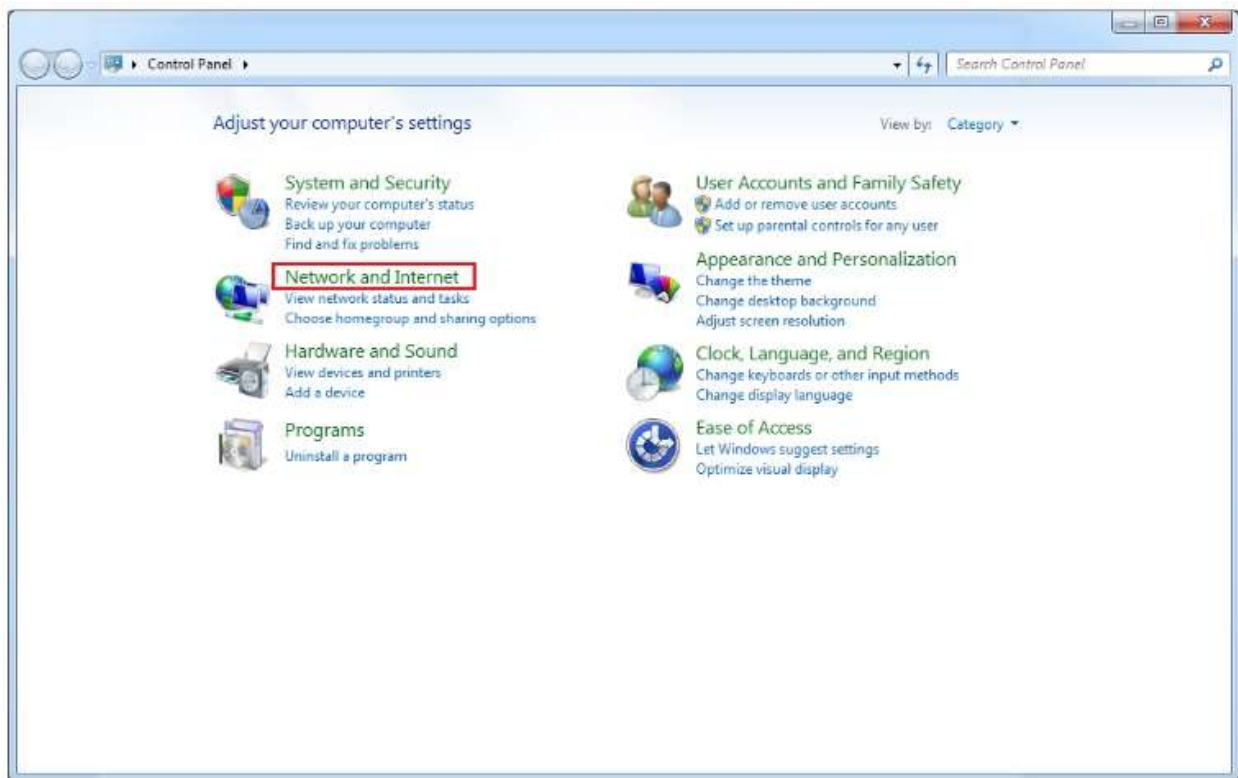 Control Panel
Search Control Panel
Adjust your computer's settings
View by: Category
System and Security
Review your computer's status
Back up your computer
Find and fix problems
Network and Internet
View network status and tasks
Choose homegroup and sharing options
Hardware and Sound
View devices and printers
Add a device
Programs
Uninstall a program
User Accounts and Family Safety
Add or remove user accounts
Set up parental controls for any user
Appearance and Personalization
Change the theme
Change desktop background
Adjust screen resolution
Clock, Language, and Region
Change keyboards or other input methods
Change display language
Ease of Access
Let Windows suggest settings
Optimize visual display